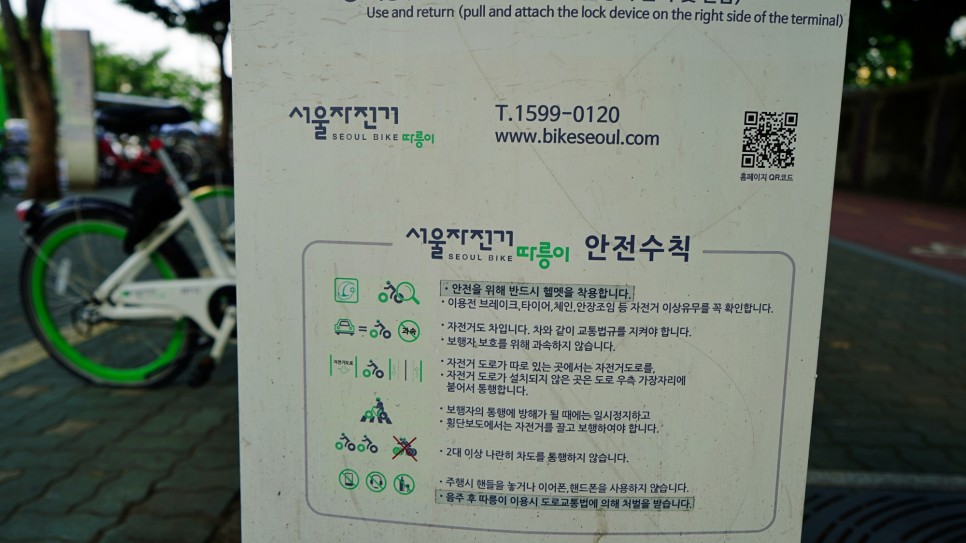 Use and return (pull and attach the lock device on the right side of the terminal)
서울자전거
SEOUL BIKE 따릉이
T.1599-0120
www.bikeseoul.com
홈페이지 QR코드
서울자전거
SEOUL BIKE 따릉이 안전수칙
· 안전을 위해 반드시 헬멧을 착용합니다.
· 이용전 브레이크,타이어,체인,안장조임 등 자전거 이상유무를 꼭 확인합니다.
과속
· 자전거도 차입니다. 차와 같이 교통법규를 지켜야 합니다.
· 보행자 보호를 위해 과속하지 않습니다.
자전거도로
· 자전거 도로가 따로 있는 곳에서는 자전거도로를,
· 자전거 도로가 설치되지 않은 곳은 도로 우측 가장자리에
붙어서 통행합니다.
· 보행자의 통행에 방해가 될 때에는 일시정지하고
· 횡단보도에서는 자전거를 끌고 보행하여야 합니다.
· 2대 이상 나란히 차도를 통행하지 않습니다.
· 주행시 핸들을 놓거나 이어폰,핸드폰을 사용하지 않습니다.
· 음주 후 따릉이 이용시 도로교통법에 의해 처벌을 받습니다.